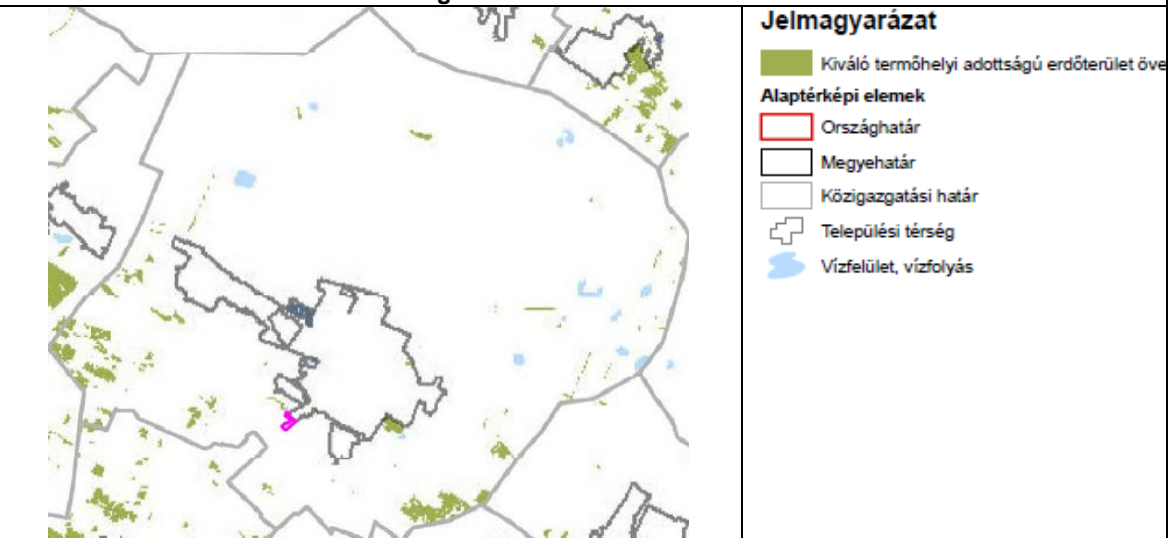 Jelmagyarázat
Kiváló termőhelyi adottságú erdőterület öve
Alaptérképi elemek
Országhatár
Megyehatár
Közigazgatási határ
Települési térség
Vízfelület, vízfolyás